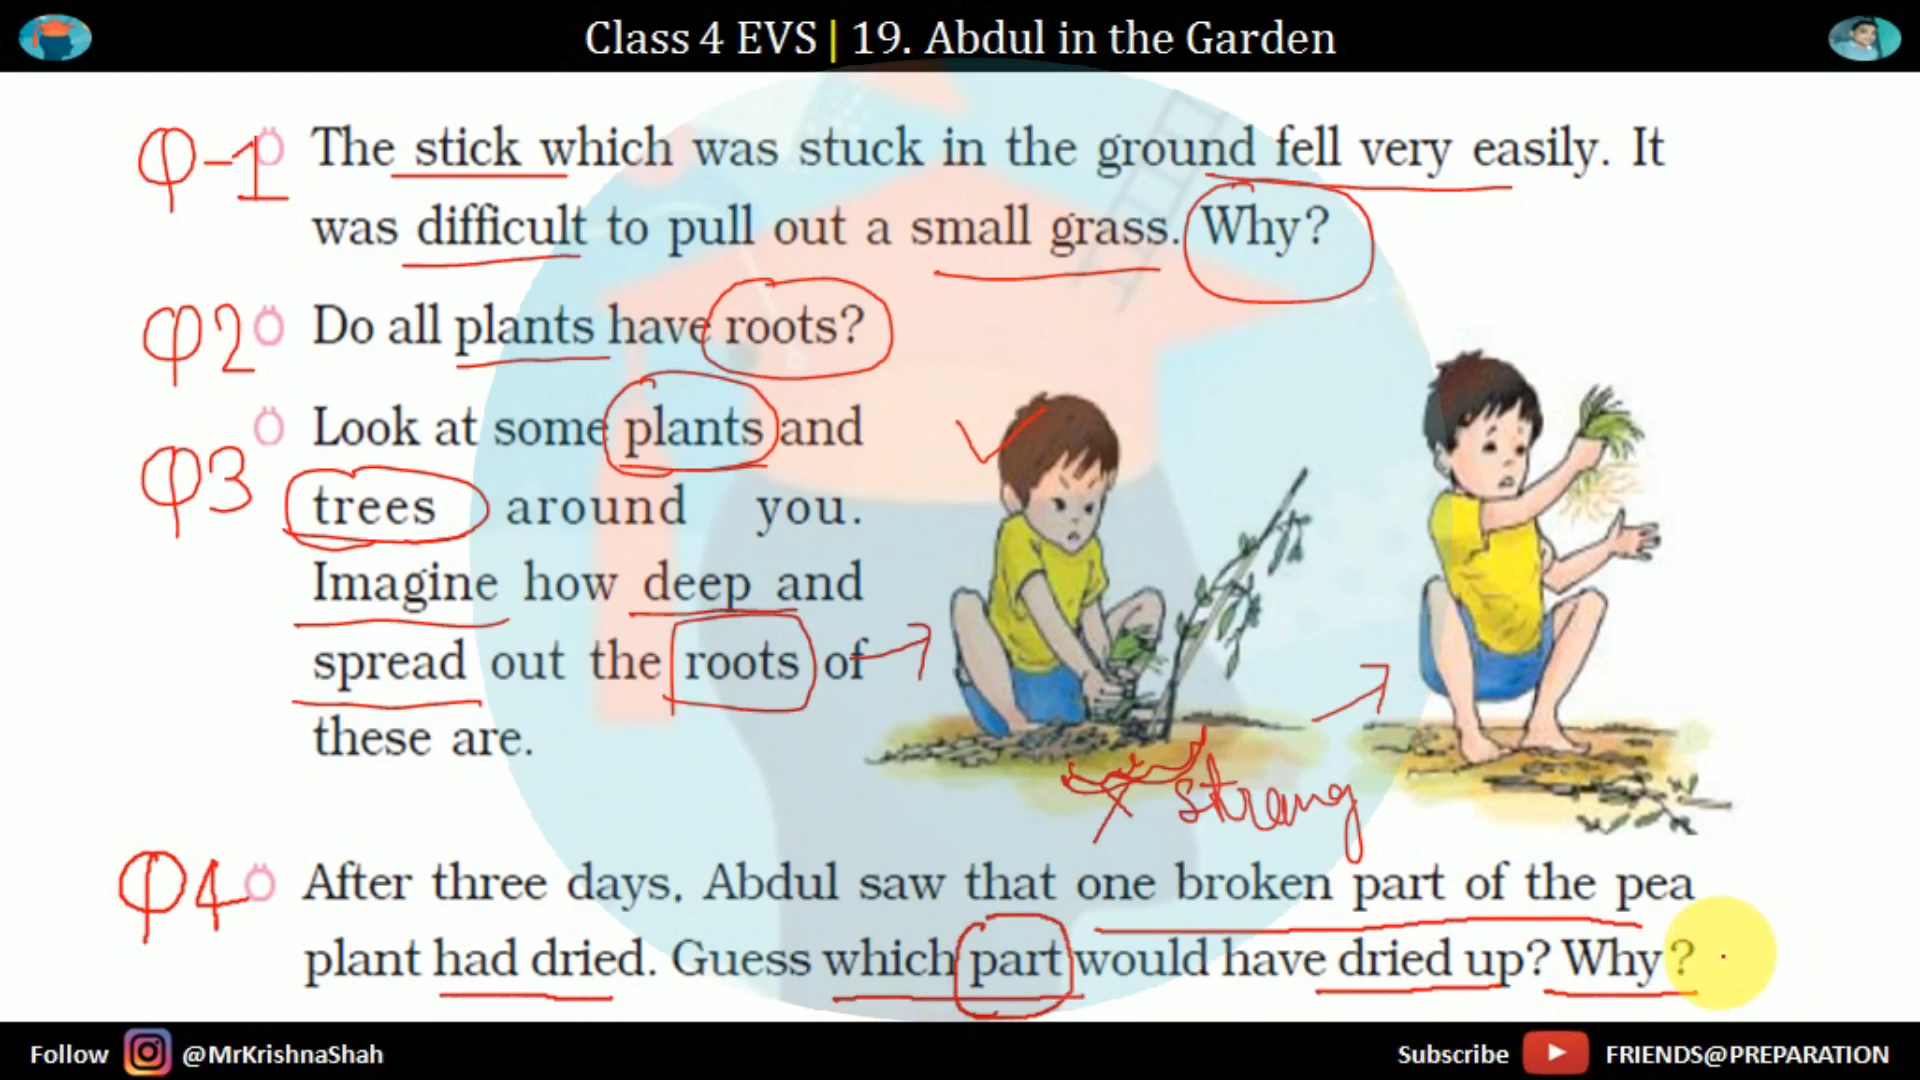 Class 4 EVS | 19. Abdul in the Garden
Q-1 The stick which was stuck in the ground fell very easily. It
was difficult to pull out a small grass. Why?
Q2 Do all plants have roots?
Q3 Look at some plants and
trees around you.
Imagine how deep and
spread out the roots of
these are.
strong
Q4 After three days, Abdul saw that one broken part of the pea
plant had dried. Guess which part would have dried up? Why?
Follow @MrKrishnaShah Subscribe FRIENDS@PREPARATION